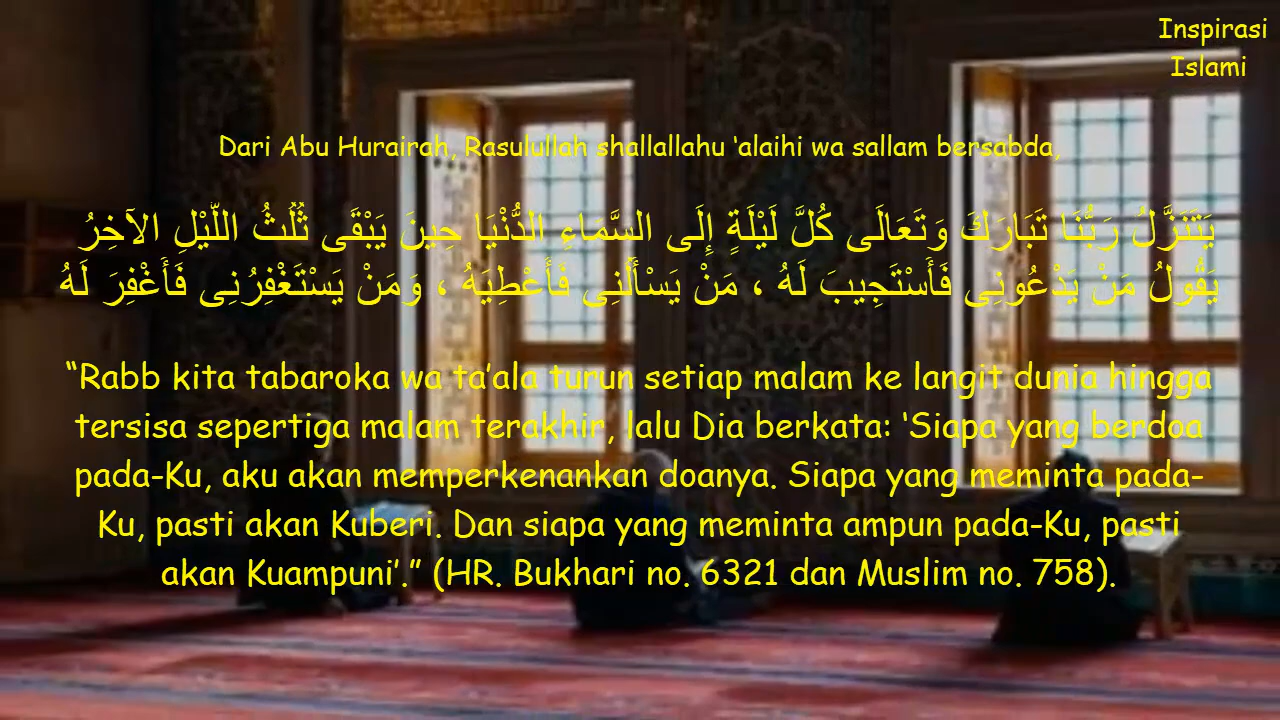 Inspirasi
Islami
Dari Abu Hurairah, Rasulullah shallallahu ‘alaihi wa sallam bersabda,
يَتَنَزَّلُ رَبُّنَا تَبَارَكَ وَتَعَالَى كُلَّ لَيْلَةٍ إِلَى السَّمَاءِ الدُّنْيَا حِينَ يَبْقَى ثُلُثُ اللَّيْلِ الآخِرُ
يَقُولُ مَنْ يَدْعُونِى فَأَسْتَجِيبَ لَهُ ، مَنْ يَسْأَلُنِى فَأُعْطِيَهُ ، وَمَنْ يَسْتَغْفِرُنِى فَأَغْفِرَ لَهُ
“Rabb kita tabaroka wa ta’ala turun setiap malam ke langit dunia hingga
tersisa sepertiga malam terakhir, lalu Dia berkata: ‘Siapa yang berdoa
pada-Ku, aku akan memperkenankan doanya. Siapa yang meminta pada-
Ku, pasti akan Kuberi. Dan siapa yang meminta ampun pada-Ku, pasti
akan Kuampuni’.” (HR. Bukhari no. 6321 dan Muslim no. 758).